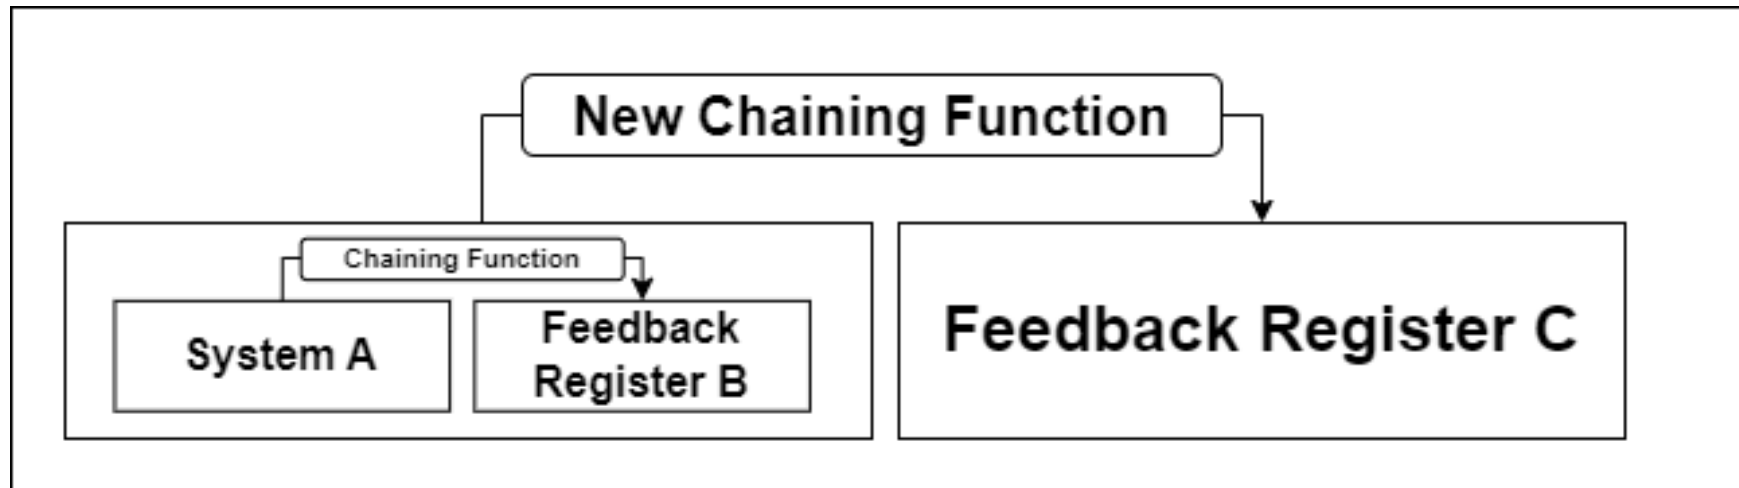 New Chaining Function
Chaining Function
System A
Feedback
Register B
Feedback Register C